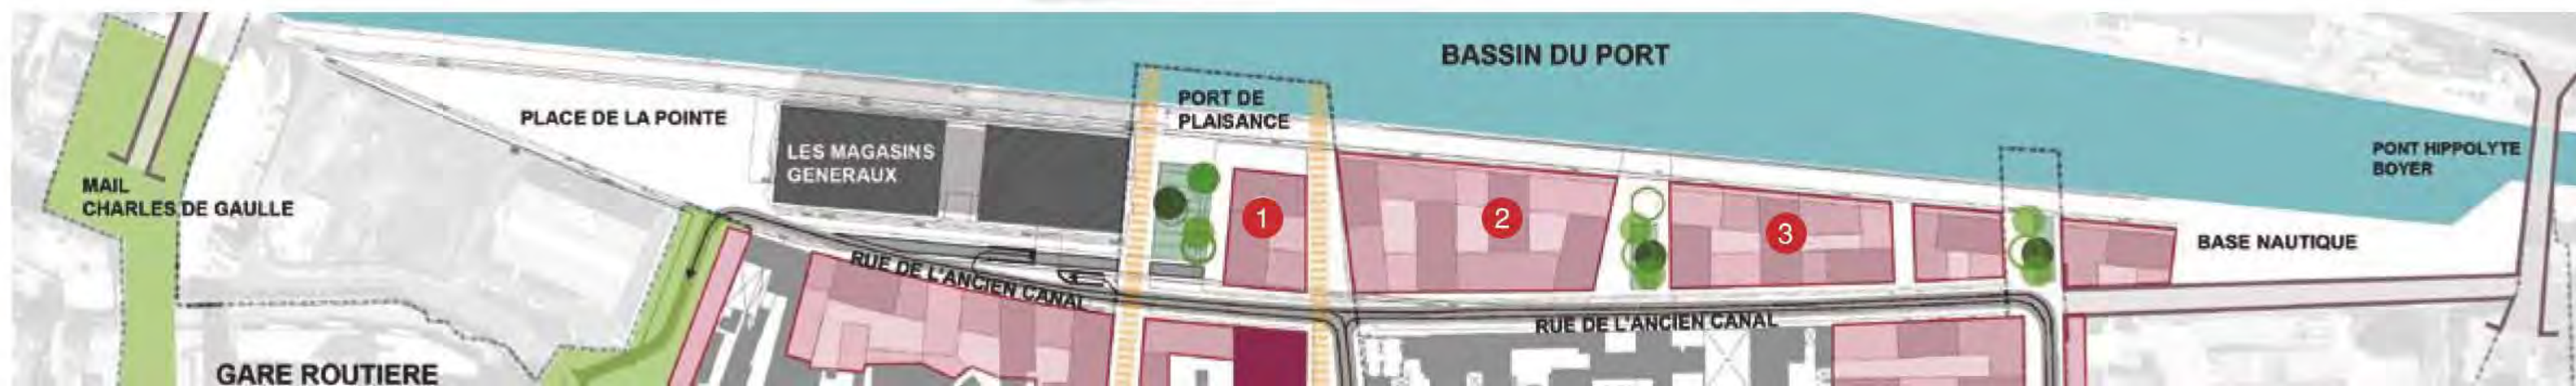 BASSIN DU PORT
PORT DE
PLAISANCE
PLACE DE LA POINTE
LES MAGASINS
GENERAUX
PONT HIPPOLYTE
BOYER
MAIL
CHARLES DE GAULLE
1
2
3
BASE NAUTIQUE
RUE DE L'ANCIEN CANAL
RUE DE L'ANCIEN CANAL
GARE ROUTIERE